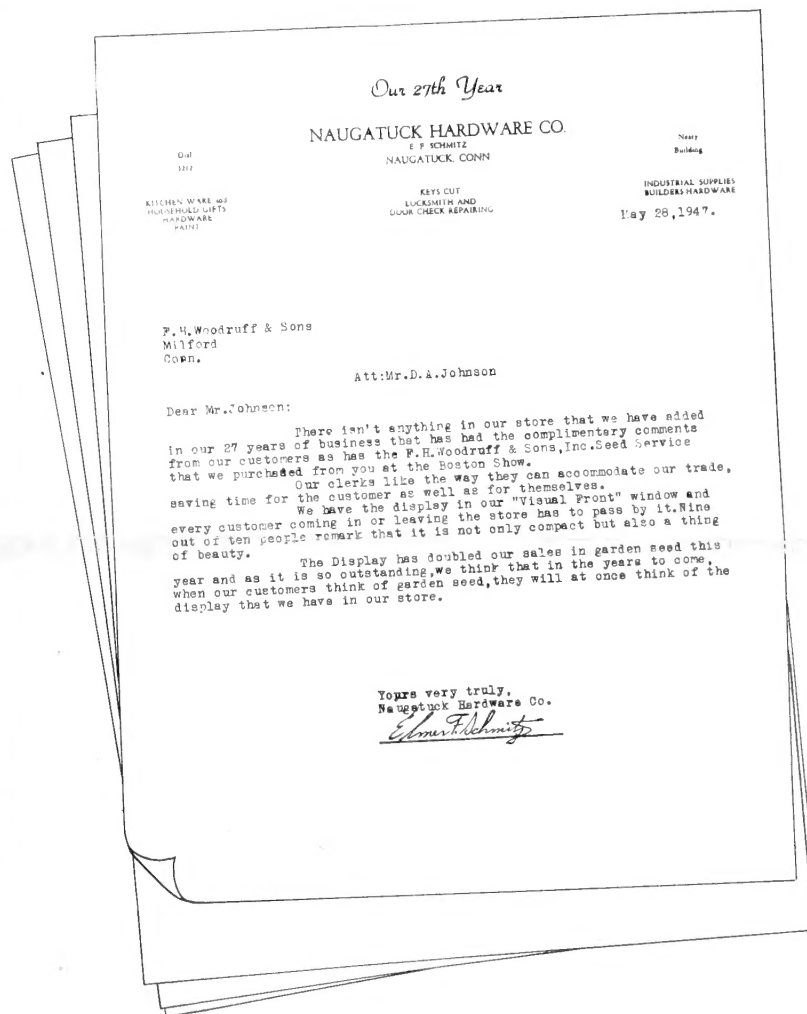 Our 27th Year
NAUGATUCK HARDWARE CO.
E F SCHMITZ
NAUGATUCK, CONN
Dial
3212
Neary
Building
KITCHEN WARE and
HOUSEHOLD GIFTS
HARDWARE
PAINT
KEYS CUT
LOCKSMITH AND
DOOR CHECK REPAIRING
INDUSTRIAL SUPPLIES
BUILDERS HARDWARE
May 28,1947.
F.H.Woodruff & Sons
Milford
Conn.
Att:Mr.D.A.Johnson
Dear Mr.Johnson:
There isn't anything in our store that we have added
in our 27 years of business that has had the complimentary comments
from our customers as has the F.H.Woodruff & Sons,Inc.Seed Service
that we purchased from you at the Boston Show.
Our clerks like the way they can accommodate our trade,
saving time for the customer as well as for themselves.
We have the display in our "Visual Front" window and
every customer coming in or leaving the store has to pass by it.Nine
out of ten people remark that it is not only compact but also a thing
of beauty.
The Display has doubled our sales in garden seed this
year and as it is so outstanding,we think that in the years to come,
when our customers think of garden seed,they will at once think of the
display that we have in our store.
Yours very truly,
Naugatuck Hardware Co.
Elmer F. Schmitz